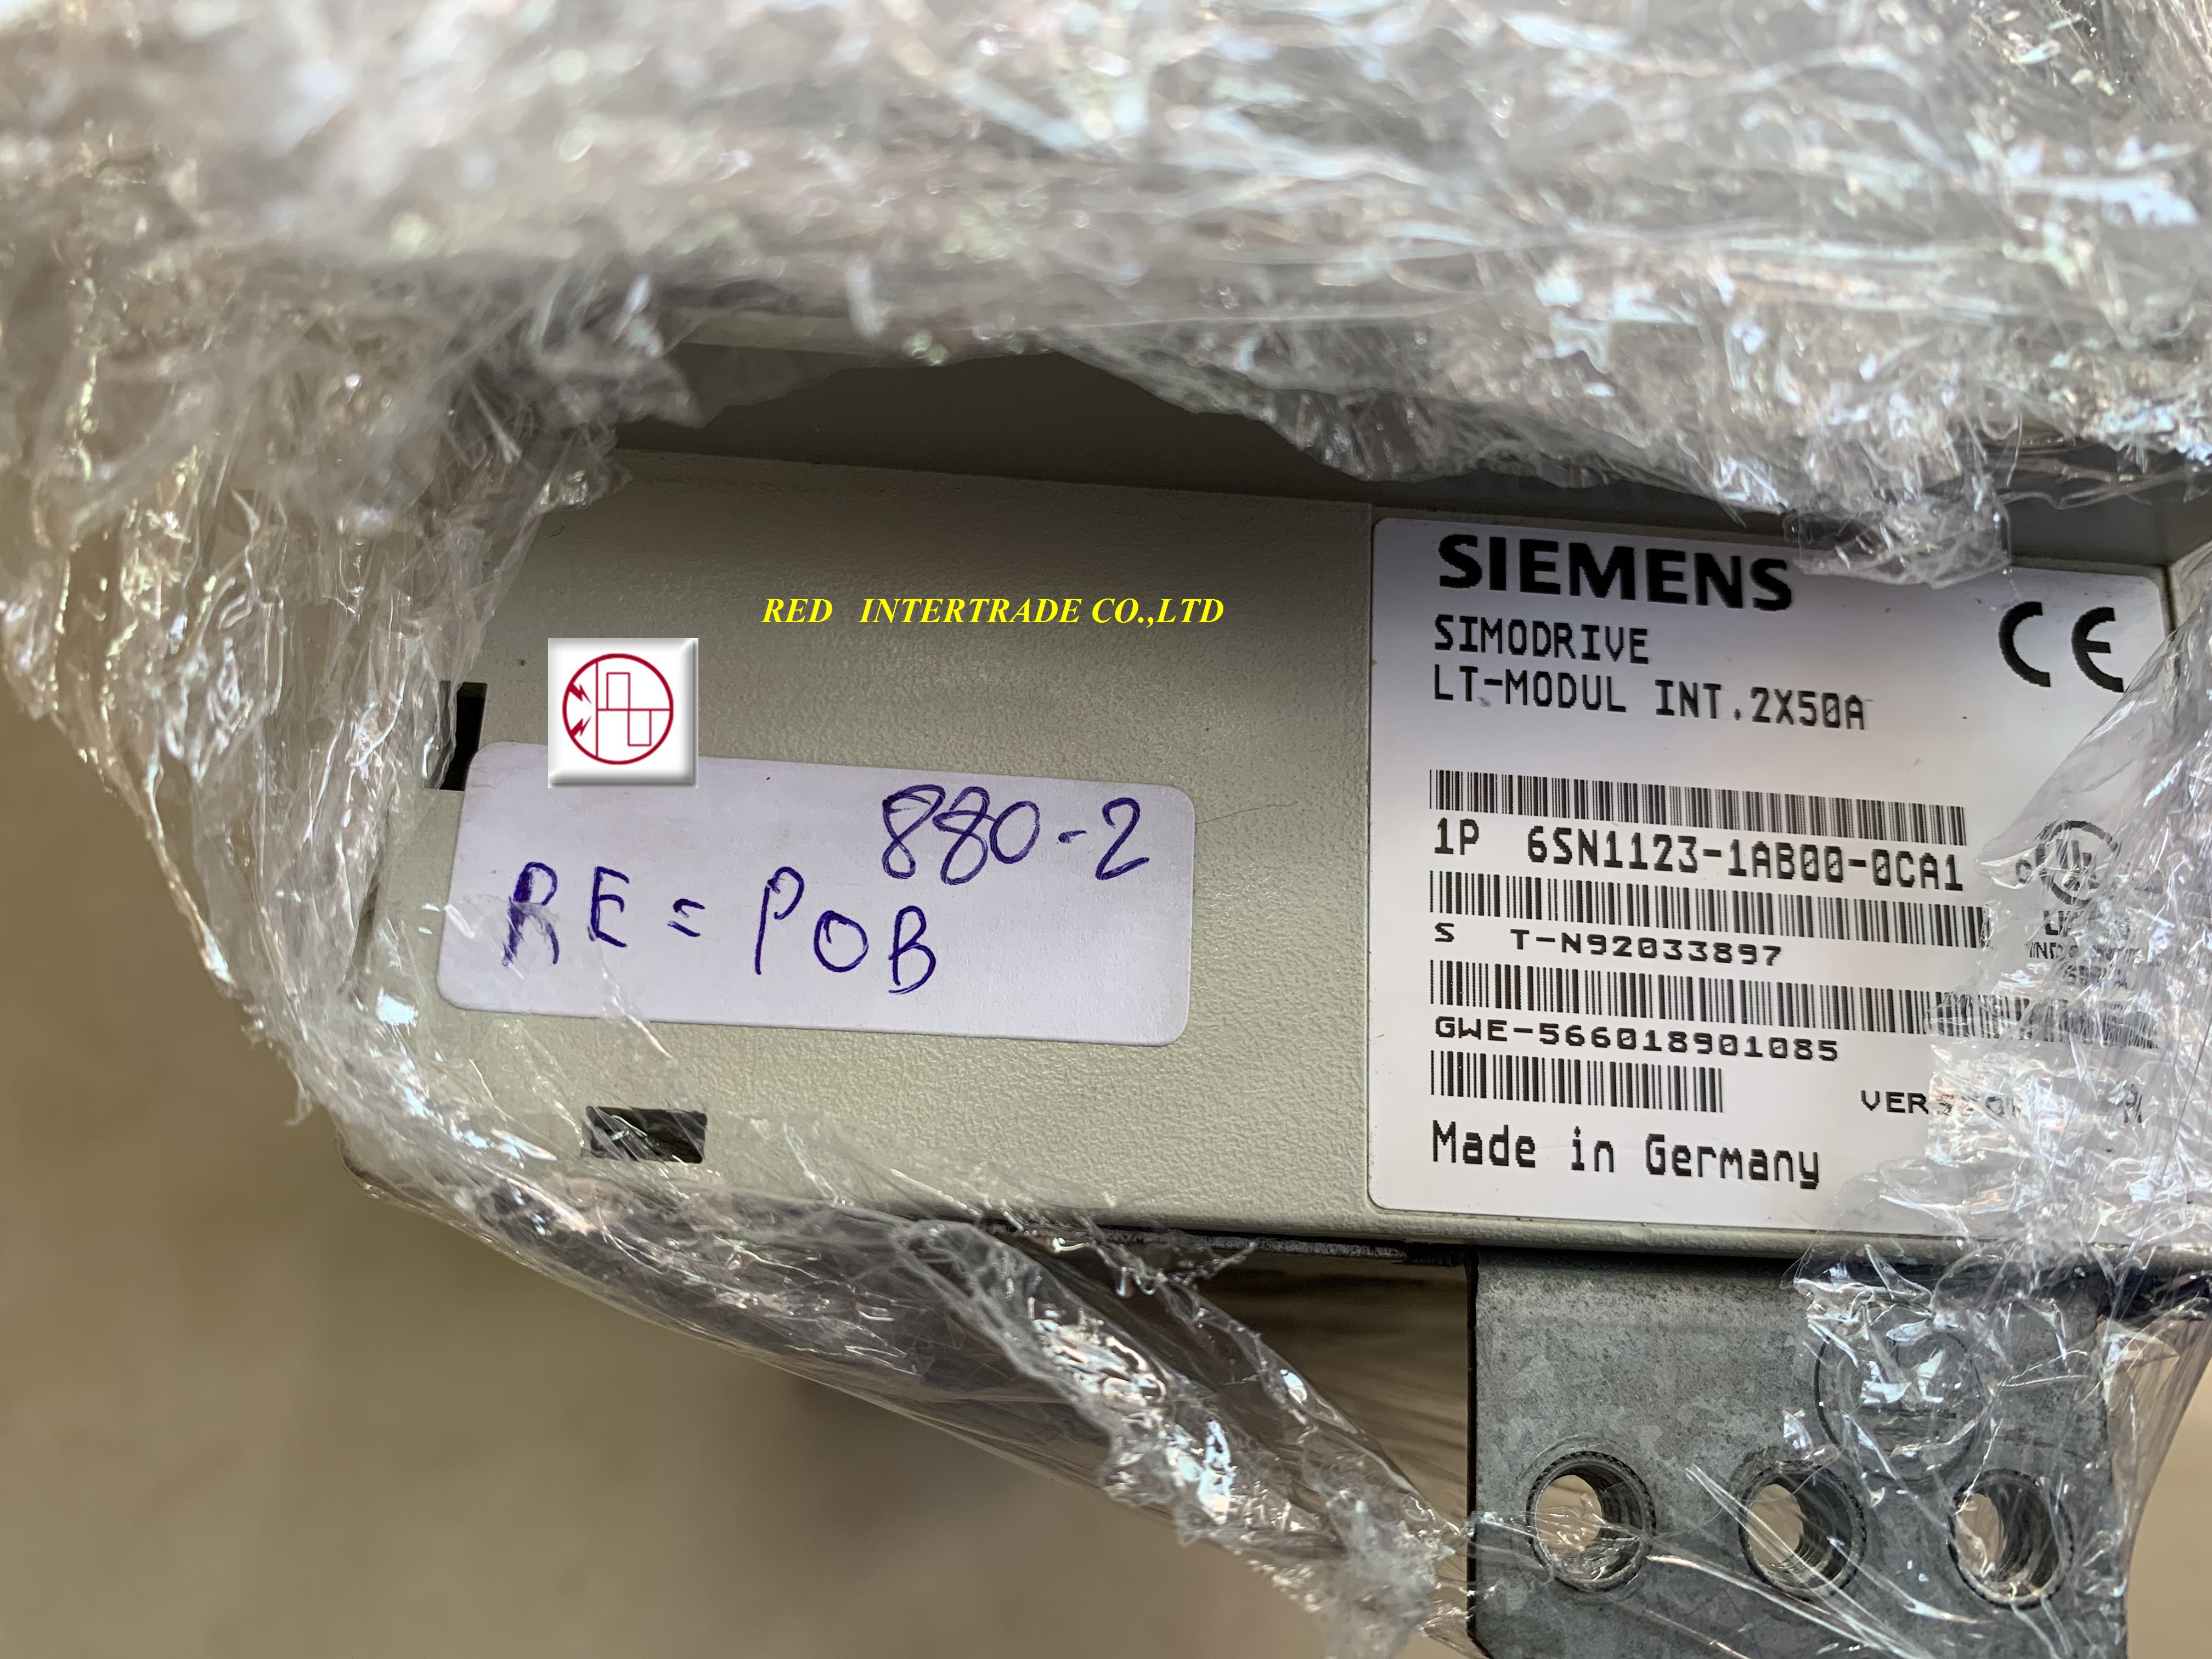 RED INTERTRADE CO.,LTD
880-2
RE = POB
SIEMENS
SIMODRIVE
LT-MODUL INT.2X50A
CE
1P 6SN1123-1AB00-0CA1
S T-N92033897
GWE-566018901085
A
Made in Germany